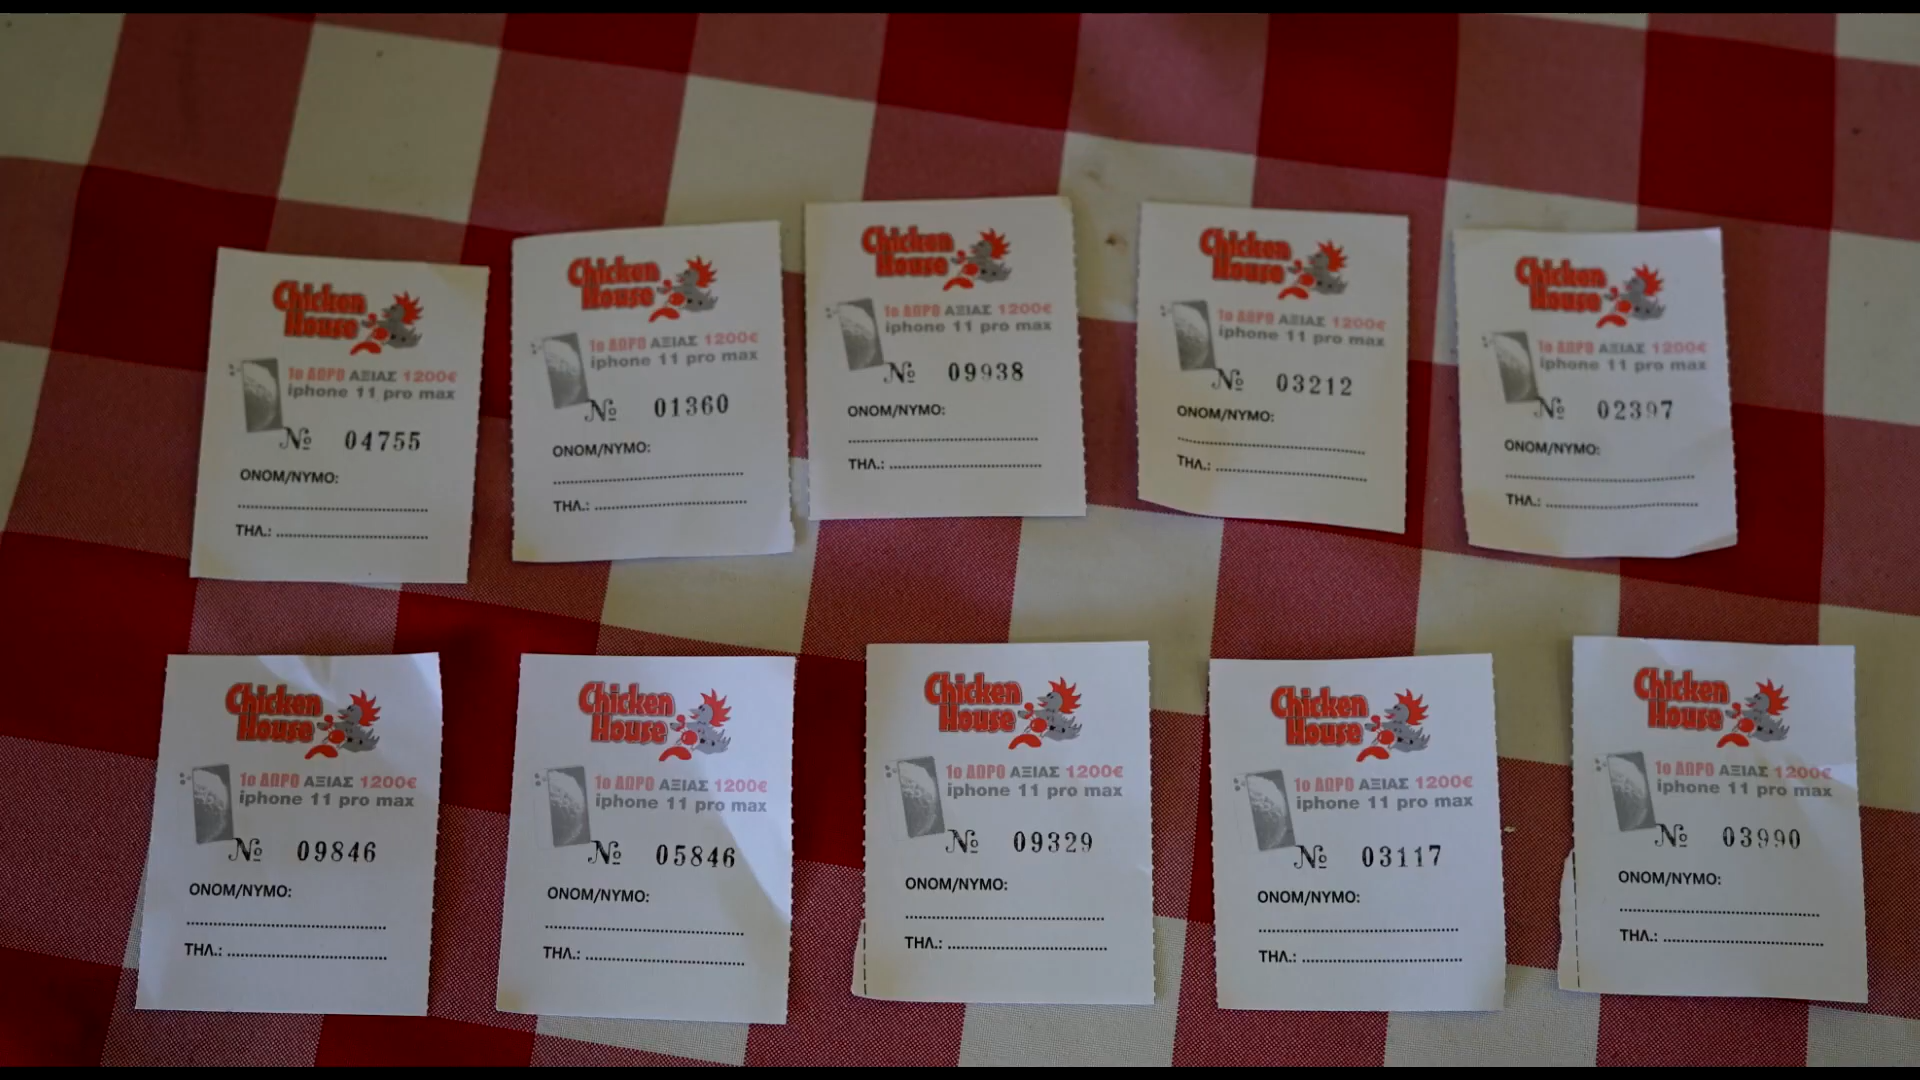 Chicken
House
1ο ΔΩΡΟ ΑΞΙΑΣ 1200€
iphone 11 pro max
№ 04755
ΟΝΟΜ/ΝΥΜΟ:
ΤΗΛ.:
Chicken
House
1ο ΔΩΡΟ ΑΞΙΑΣ 1200€
iphone 11 pro max
№ 01360
ΟΝΟΜ/ΝΥΜΟ:
ΤΗΛ.:
Chicken
House
1ο ΔΩΡΟ ΑΞΙΑΣ 1200€
iphone 11 pro max
№ 09938
ΟΝΟΜ/ΝΥΜΟ:
ΤΗΛ.:
Chicken
House
1ο ΔΩΡΟ ΑΞΙΑΣ 1200€
iphone 11 pro max
№ 03212
ΟΝΟΜ/ΝΥΜΟ:
ΤΗΛ.:
Chicken
House
1ο ΔΩΡΟ ΑΞΙΑΣ 1200€
iphone 11 pro max
№ 02397
ΟΝΟΜ/ΝΥΜΟ:
ΤΗΛ.:
Chicken
House
1ο ΔΩΡΟ ΑΞΙΑΣ 1200€
iphone 11 pro max
№ 09846
ΟΝΟΜ/ΝΥΜΟ:
ΤΗΛ.:
Chicken
House
1ο ΔΩΡΟ ΑΞΙΑΣ 1200€
iphone 11 pro max
№ 05846
ΟΝΟΜ/ΝΥΜΟ:
ΤΗΛ.:
Chicken
House
1ο ΔΩΡΟ ΑΞΙΑΣ 1200€
iphone 11 pro max
№ 09329
ΟΝΟΜ/ΝΥΜΟ:
ΤΗΛ.:
Chicken
House
1ο ΔΩΡΟ ΑΞΙΑΣ 1200€
iphone 11 pro max
№ 03117
ΟΝΟΜ/ΝΥΜΟ:
ΤΗΛ.:
Chicken
House
1ο ΔΩΡΟ ΑΞΙΑΣ 1200€
iphone 11 pro max
№ 03990
ΟΝΟΜ/ΝΥΜΟ:
ΤΗΛ.: